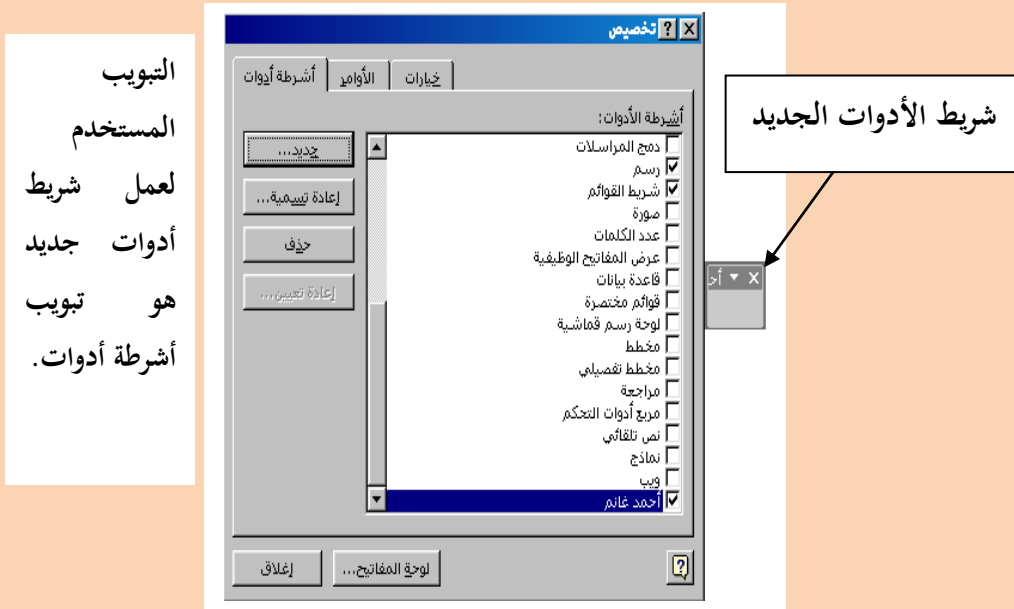 تخصيص
خيارات
الأوامر
أشرطة أدوات
أشرطة الأدوات:
دمج المراسلات
رسم
شريط القوائم
صورة
عدد الكلمات
عرض المفاتيح الوظيفية
قاعدة بيانات
قوائم مختصرة
لوحة رسم قماشية
مخطط
مخطط تفصيلي
مراجعة
مربع أدوات التحكم
نص تلقائي
نماذج
ويب
أحمد غانم
جديد...
إعادة تسمية...
حذف
إعادة تعيين...
لوحة المفاتيح...
إغلاق
شريط الأدوات الجديد
أحـ
التبويب
المستخدم
لعمل شريط
أدوات جديد
هو تبويب
أشرطة أدوات.